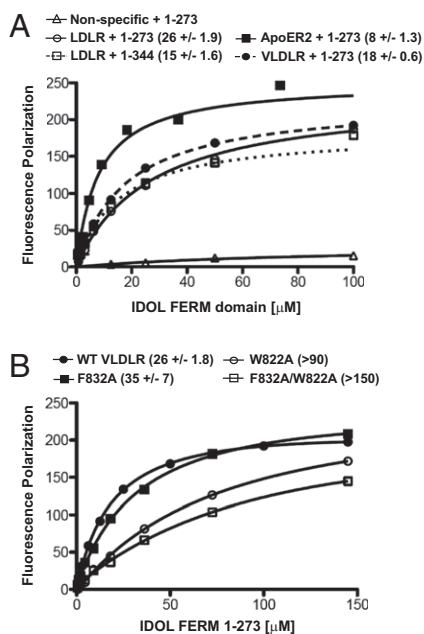 A
Non-specific + 1-273
LDLR + 1-273 (26 +/- 1.9)
ApoER2 + 1-273 (8 +/- 1.3)
LDLR + 1-344 (15 +/- 1.6)
VLDLR + 1-273 (18 +/- 0.6)
Fluorescence Polarization
250
200
150
100
50
0
0 20 40 60 80 100
IDOL FERM domain [μM]
B
WT VLDLR (26 +/- 1.8)
W822A (>90)
F832A (35 +/- 7)
F832A/W822A (>150)
Fluorescence Polarization
250
200
150
100
50
0
0 50 100 150
IDOL FERM 1-273 [μM]